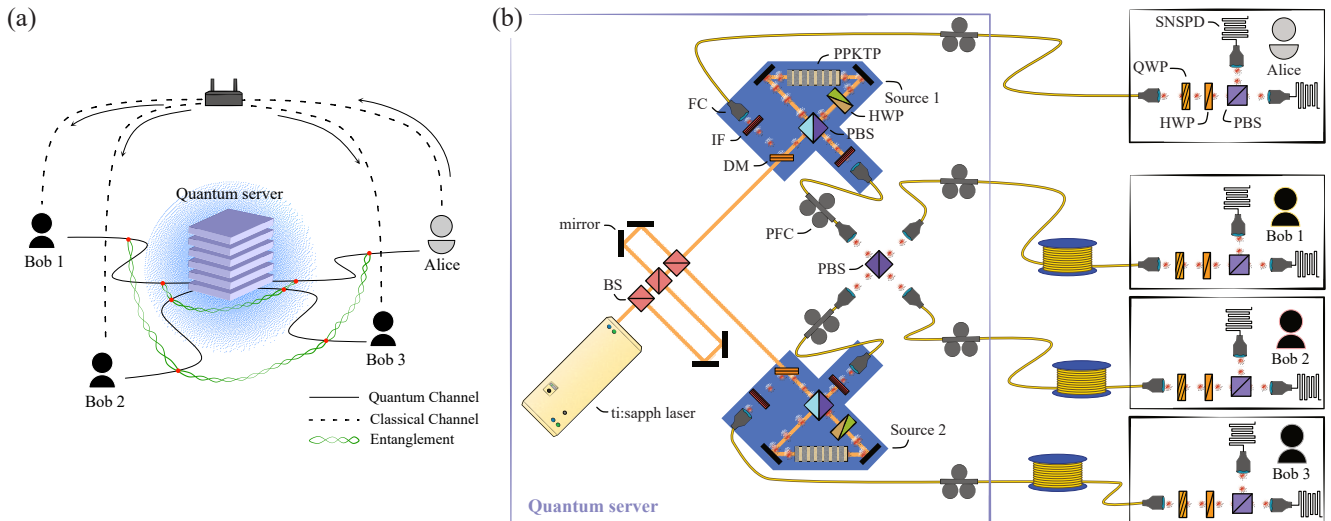 (a)
Quantum server
Bob 1
Alice
Bob 2
Bob 3
Quantum Channel
Classical Channel
Entanglement
(b)
PPKTP
Source 1
FC
HWP
IF
PBS
DM
mirror
PFC
BS
PBS
ti:sapph laser
Source 2
Quantum server
SNSPD
Alice
QWP
HWP
PBS
Bob 1
Bob 2
Bob 3